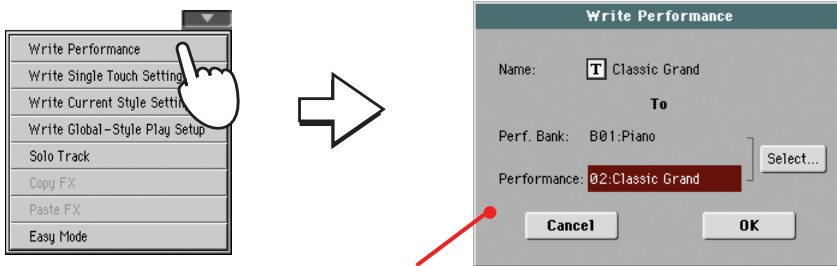 Write Performance
Write Single Touch Setting
Write Current Style Settin
Write Global-Style Play Setup
Solo Track
Copy FX
Paste FX
Easy Mode
Write Performance
Name: T Classic Grand
To
Perf. Bank: B01:Piano
Select...
Performance: 02:Classic Grand
Cancel OK